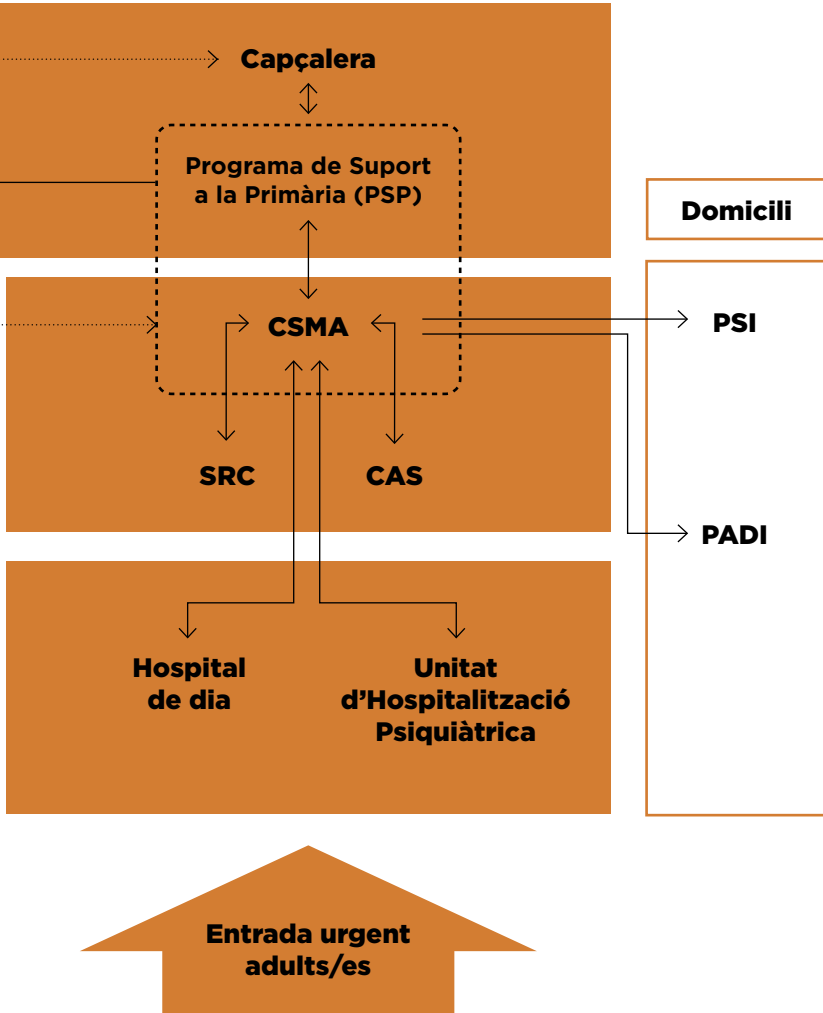 Capçalera
Programa de Suport
a la Primària (PSP)
Domicili
CSMA
PSI
SRC
CAS
PADI
Hospital
de dia
Unitat
d'Hospitalització
Psiquiàtrica
Entrada urgent
adults/es